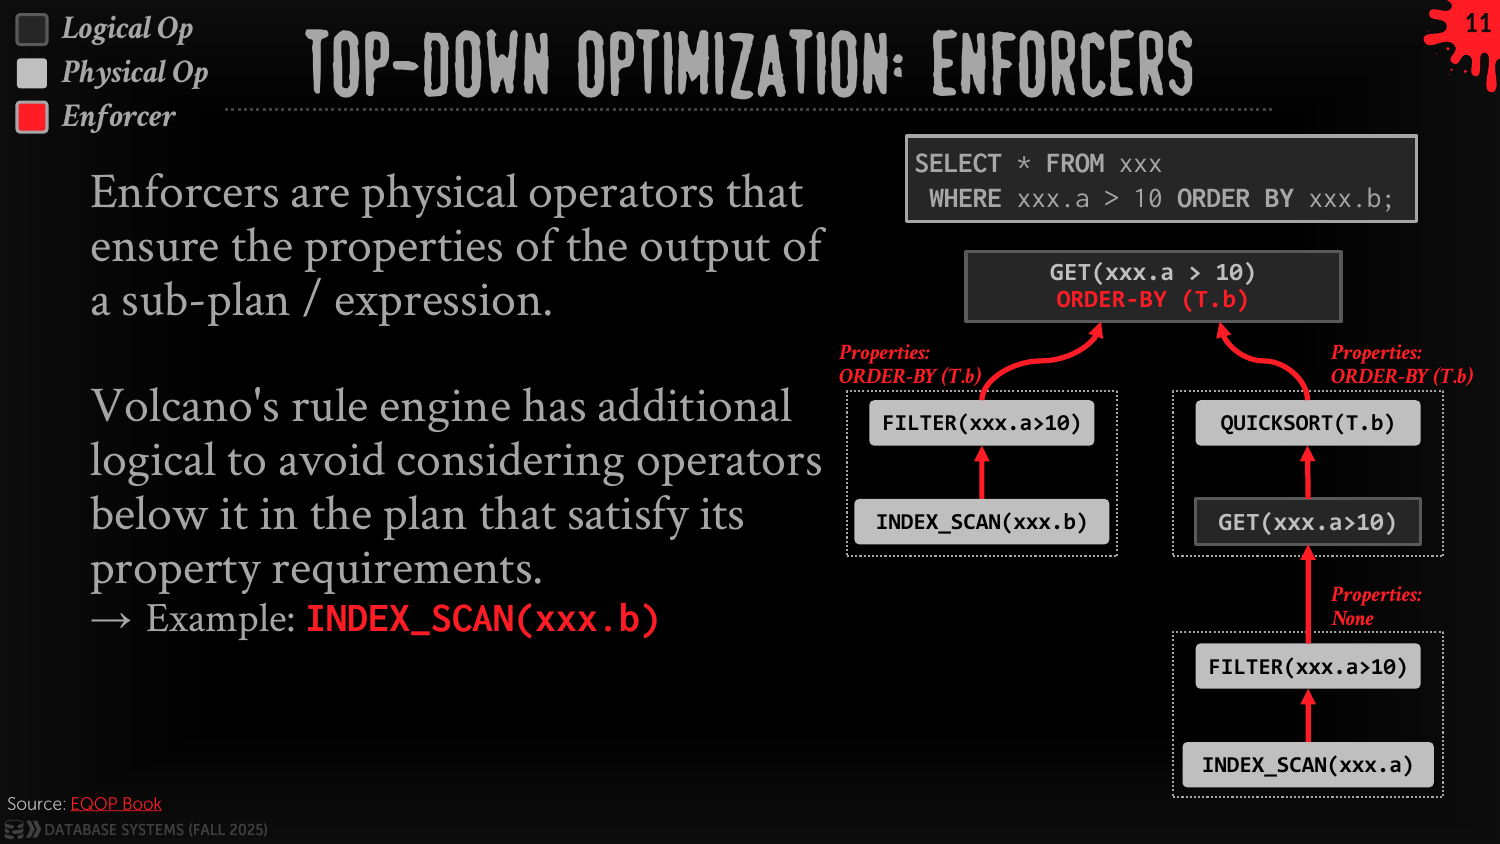 Logical Op
Physical Op
Enforcer
TOP-DOWN OPTIMIZATION: ENFORCERS
11
Enforcers are physical operators that
ensure the properties of the output of
a sub-plan / expression.
Volcano's rule engine has additional
logical to avoid considering operators
below it in the plan that satisfy its
property requirements.
→ Example: INDEX_SCAN(xxx.b)
SELECT * FROM xxx
WHERE xxx.a > 10 ORDER BY xxx.b;
GET(xxx.a > 10)
ORDER-BY (T.b)
Properties:
ORDER-BY (T.b)
FILTER(xxx.a>10)
INDEX_SCAN(xxx.b)
Properties:
ORDER-BY (T.b)
QUICKSORT(T.b)
GET(xxx.a>10)
Properties:
None
FILTER(xxx.a>10)
INDEX_SCAN(xxx.a)
Source: EQOP Book
DATABASE SYSTEMS (FALL 2025)